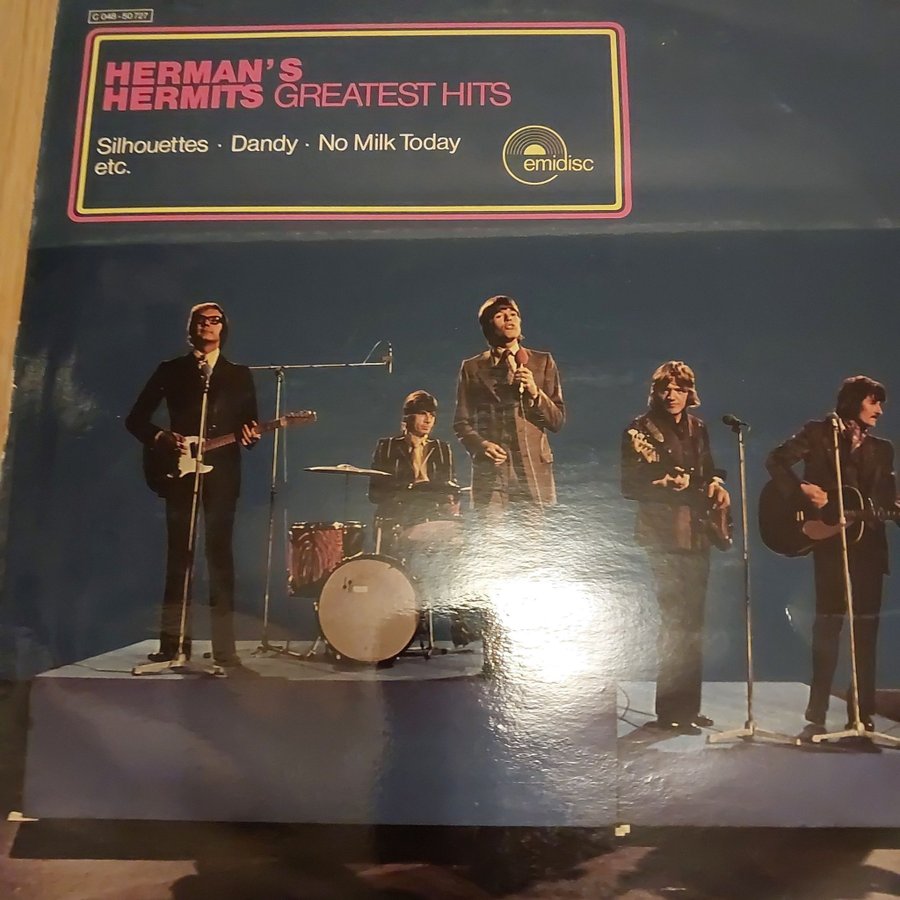 C 048-50 727
HERMAN'S
HERMITS GREATEST HITS
Silhouettes · Dandy · No Milk Today
etc.
emidisc